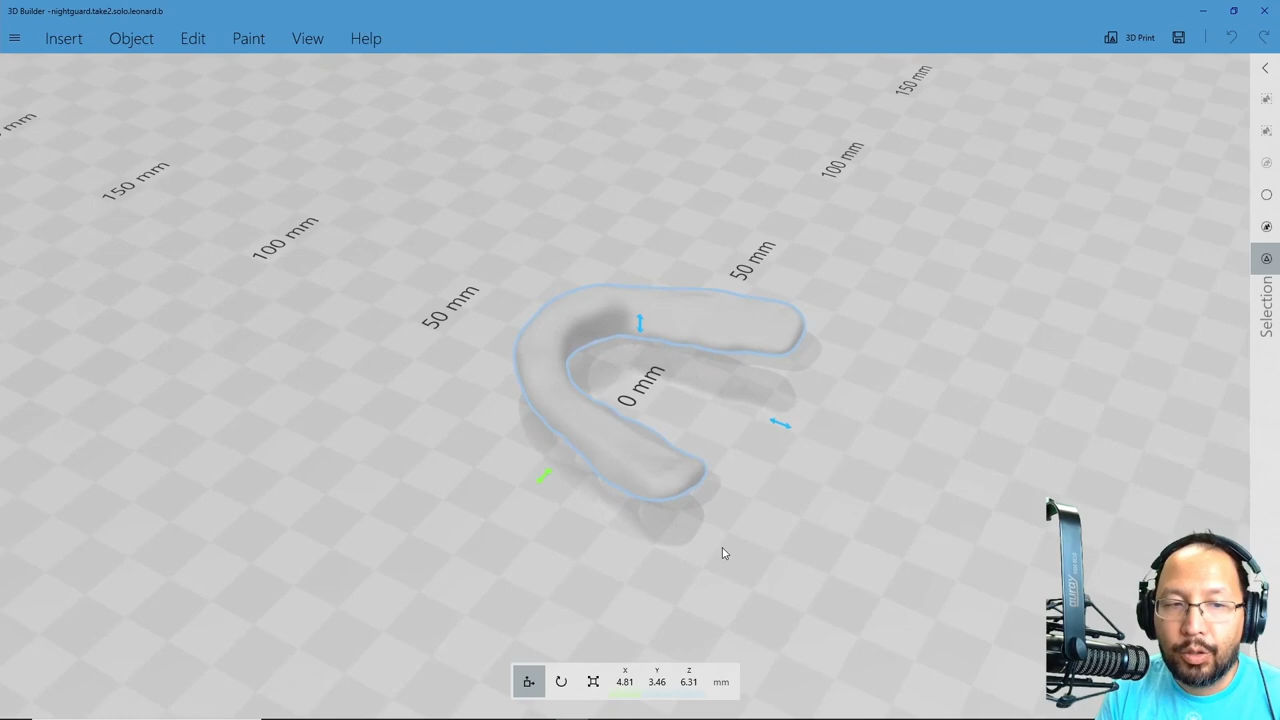 3D Builder -nightguard.take2.solo.leonard.b
Insert Object Edit Paint View Help
3D Print
150 mm
mm
150 mm
100 mm
100 mm
50 mm
50 mm
0 mm
Selection
X Y Z
4.81 3.46 6.31 mm
auray